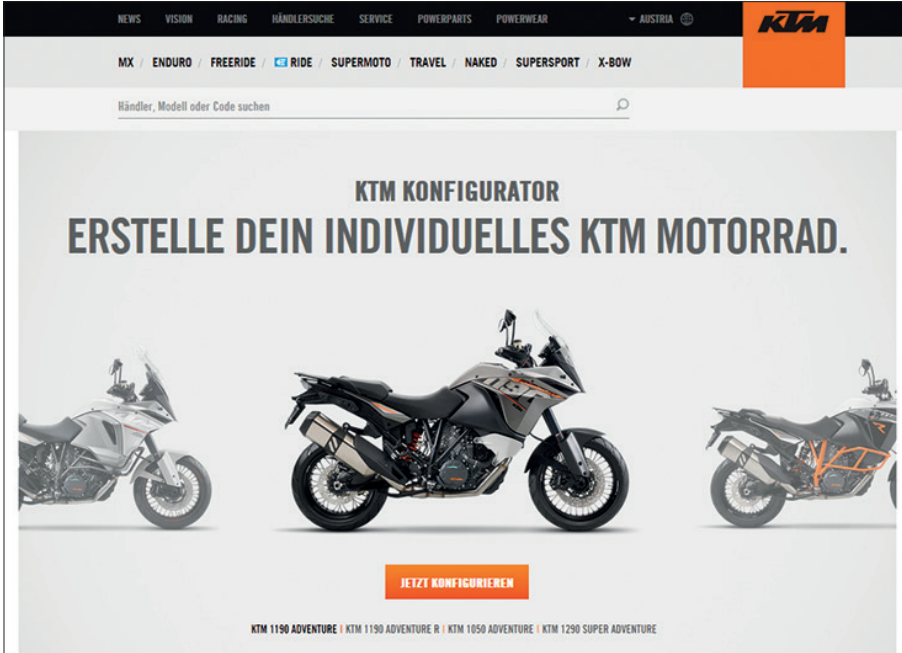 NEWS VISION RACING HÄNDLERSUCHE SERVICE POWERPARTS POWERWEAR AUSTRIA
KTM
MX / ENDURO / FREERIDE / E RIDE / SUPERMOTO / TRAVEL / NAKED / SUPERSPORT / X-BOW
Händler, Modell oder Code suchen
KTM KONFIGURATOR
ERSTELLE DEIN INDIVIDUELLES KTM MOTORRAD.
1190
R
JETZT KONFIGURIEREN
KTM 1190 ADVENTURE | KTM 1190 ADVENTURE R | KTM 1050 ADVENTURE | KTM 1290 SUPER ADVENTURE